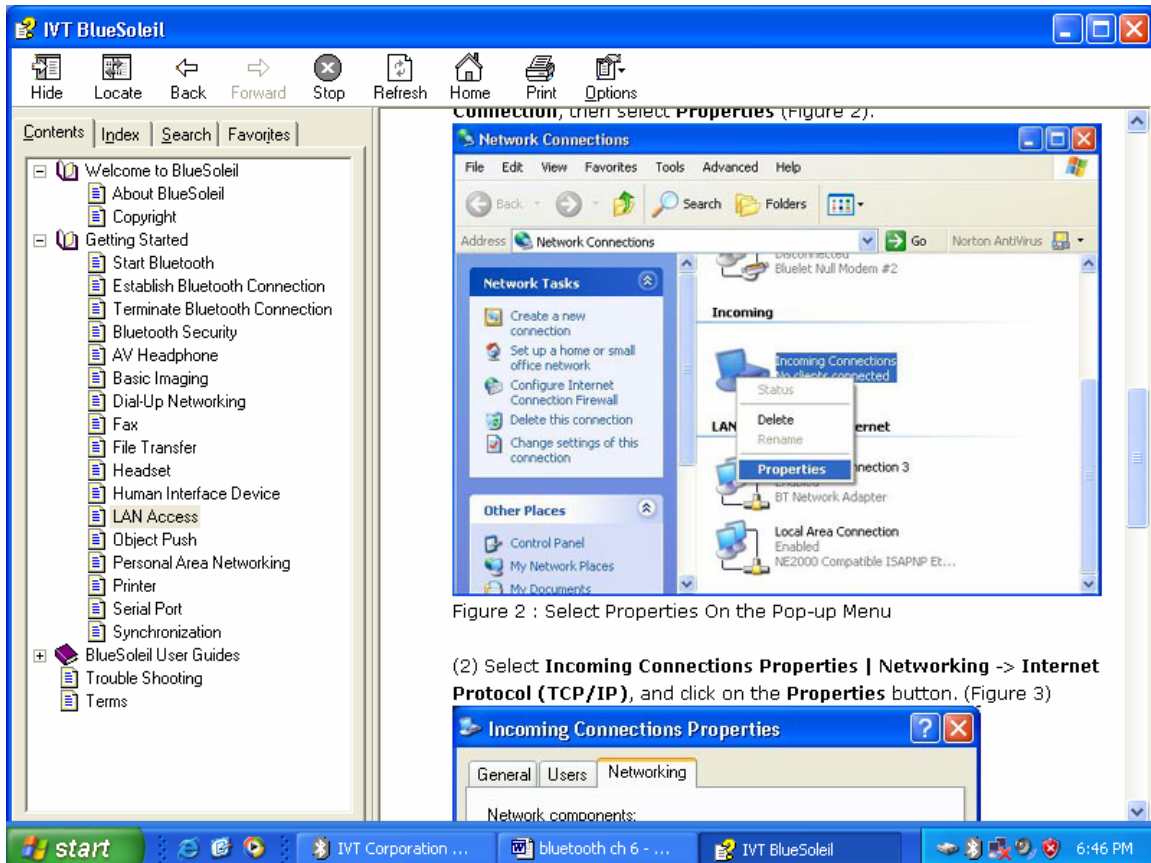 IVT BlueSoleil
Hide Locate Back Forward Stop Refresh Home Print Options
Contents Index Search Favorites
Welcome to BlueSoleil
About BlueSoleil
Copyright
Getting Started
Start Bluetooth
Establish Bluetooth Connection
Terminate Bluetooth Connection
Bluetooth Security
AV Headphone
Basic Imaging
Dial-Up Networking
Fax
File Transfer
Headset
Human Interface Device
LAN Access
Object Push
Personal Area Networking
Printer
Serial Port
Synchronization
BlueSoleil User Guides
Trouble Shooting
Terms
Connection, then select Properties (Figure 2).
Network Connections
File Edit View Favorites Tools Advanced Help
Back Search Folders
Address Network Connections Go Norton AntiVirus
Network Tasks
Create a new
connection
Set up a home or small
office network
Configure Internet
Connection Firewall
Delete this connection
Change settings of this
connection
Other Places
Control Panel
My Network Places
My Documents
Disconnected
Bluelet Null Modem #2
Incoming
Incoming Connections
No clients connected
Status
Delete
Rename
Properties
LAN ernet
nection 3
Enabled
BT Network Adapter
Local Area Connection
Enabled
NE2000 Compatible ISAPNP Et...
Figure 2 : Select Properties On the Pop-up Menu
(2) Select Incoming Connections Properties | Networking -> Internet
Protocol (TCP/IP), and click on the Properties button. (Figure 3)
Incoming Connections Properties
General Users Networking
Network components:
start IVT Corporation ... bluetooth ch 6 - ... IVT BlueSoleil 6:46 PM